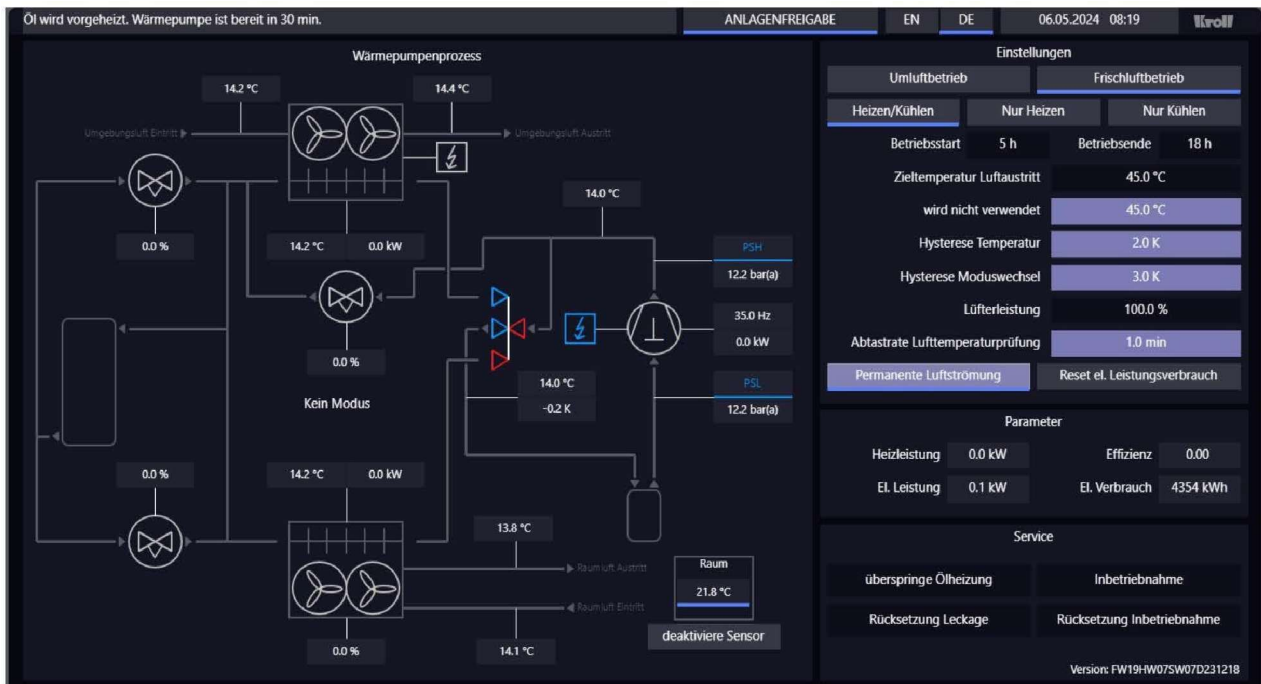 Öl wird vorgeheizt. Wärmepumpe ist bereit in 30 min.
ANLAGENFREIGABE
EN DE
06.05.2024 08:19
Kroll
Wärmepumpenprozess
14.2 °C 14.4 °C
Umgebungsluft Eintritt Umgebungsluft Austritt
14.0 °C
0.0 % 14.2 °C 0.0 kW
PSH
12.2 bar(a)
35.0 Hz
0.0 kW
0.0 %
14.0 °C
-0.2 K
PSL
12.2 bar(a)
Kein Modus
0.0 % 14.2 °C 0.0 kW
13.8 °C
Raumluft Austritt
Raumluft Eintritt
0.0 % 14.1 °C
Raum
21.8 °C
deaktiviere Sensor
Einstellungen
Umluftbetrieb Frischluftbetrieb
Heizen/Kühlen Nur Heizen Nur Kühlen
Betriebsstart 5 h Betriebsende 18 h
Zieltemperatur Luftaustritt 45.0 °C
wird nicht verwendet 45.0 °C
Hysterese Temperatur 2.0 K
Hysterese Moduswechsel 3.0 K
Lüfterleistung 100.0 %
Abtastrate Lufttemperaturprüfung 1.0 min
Permanente Luftströmung Reset el. Leistungsverbrauch
Parameter
Heizleistung 0.0 kW Effizienz 0.00
El. Leistung 0.1 kW El. Verbrauch 4354 kWh
Service
überspringe Ölheizung Inbetriebnahme
Rücksetzung Leckage Rücksetzung Inbetriebnahme
Version: FW19HW07SW07D231218